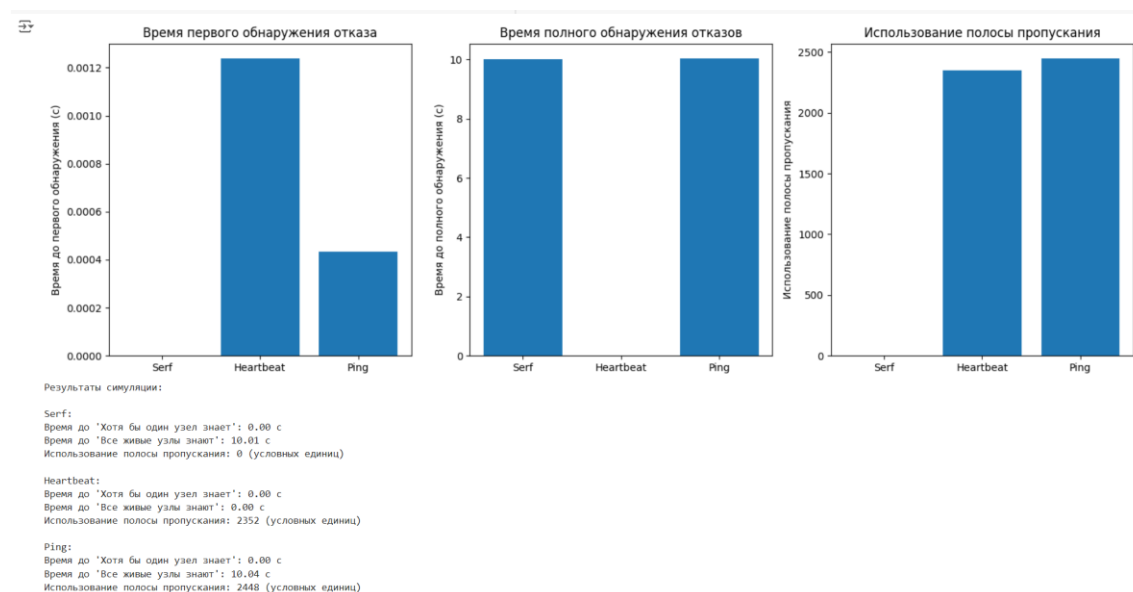 Время первого обнаружения отказа
Время до первого обнаружения (с)
0.0012
0.0010
0.0008
0.0006
0.0004
0.0002
0.0000
Serf Heartbeat Ping
Время полного обнаружения отказов
Время до полного обнаружения (с)
10
8
6
4
2
0
Serf Heartbeat Ping
Использование полосы пропускания
Использование полосы пропускания
2500
2000
1500
1000
500
0
Serf Heartbeat Ping
Результаты симуляции:
Serf:
Время до 'Хотя бы один узел знает': 0.00 с
Время до 'Все живые узлы знают': 10.01 с
Использование полосы пропускания: 0 (условных единиц)
Heartbeat:
Время до 'Хотя бы один узел знает': 0.00 с
Время до 'Все живые узлы знают': 0.00 с
Использование полосы пропускания: 2352 (условных единиц)
Ping:
Время до 'Хотя бы один узел знает': 0.00 с
Время до 'Все живые узлы знают': 10.04 с
Использование полосы пропускания: 2448 (условных единиц)